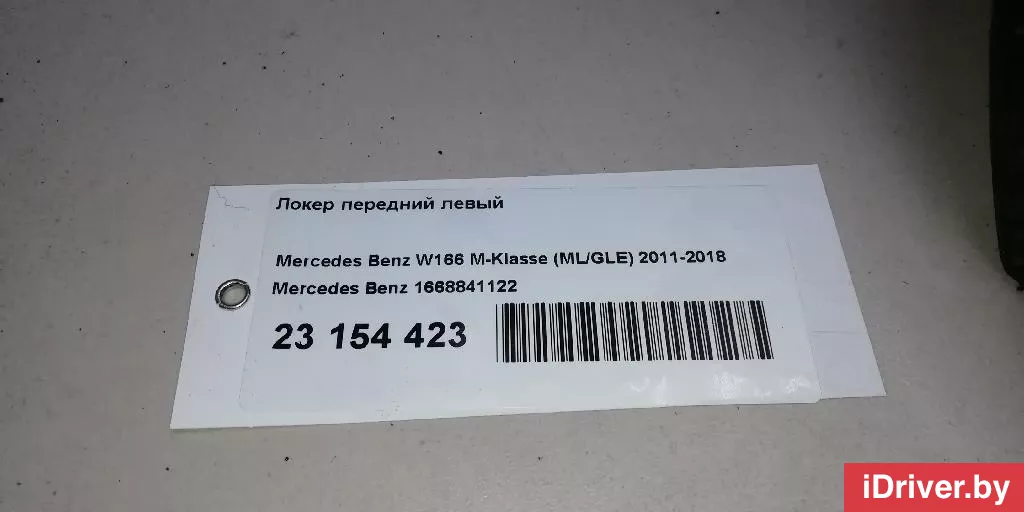 Локер передний левый
Mercedes Benz W166 M-Klasse (ML/GLE) 2011-2018
Mercedes Benz 1668841122
23 154 423
iDriver.by